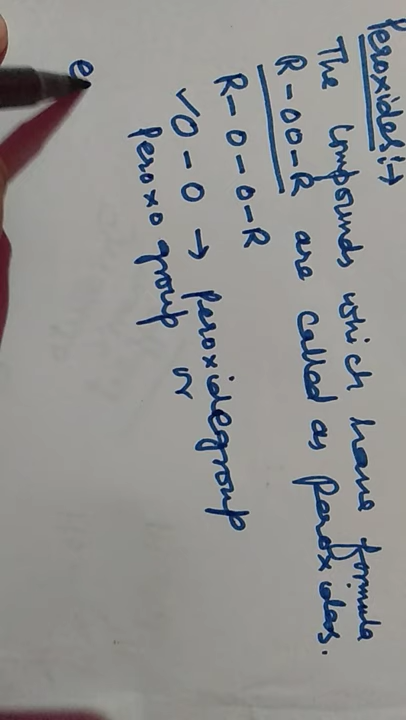 Peroxides:→
The compounds which have formula
R-OO-R are called as peroxides.
R-O-O-R
✓O-O → peroxide group or
peroxo group
e